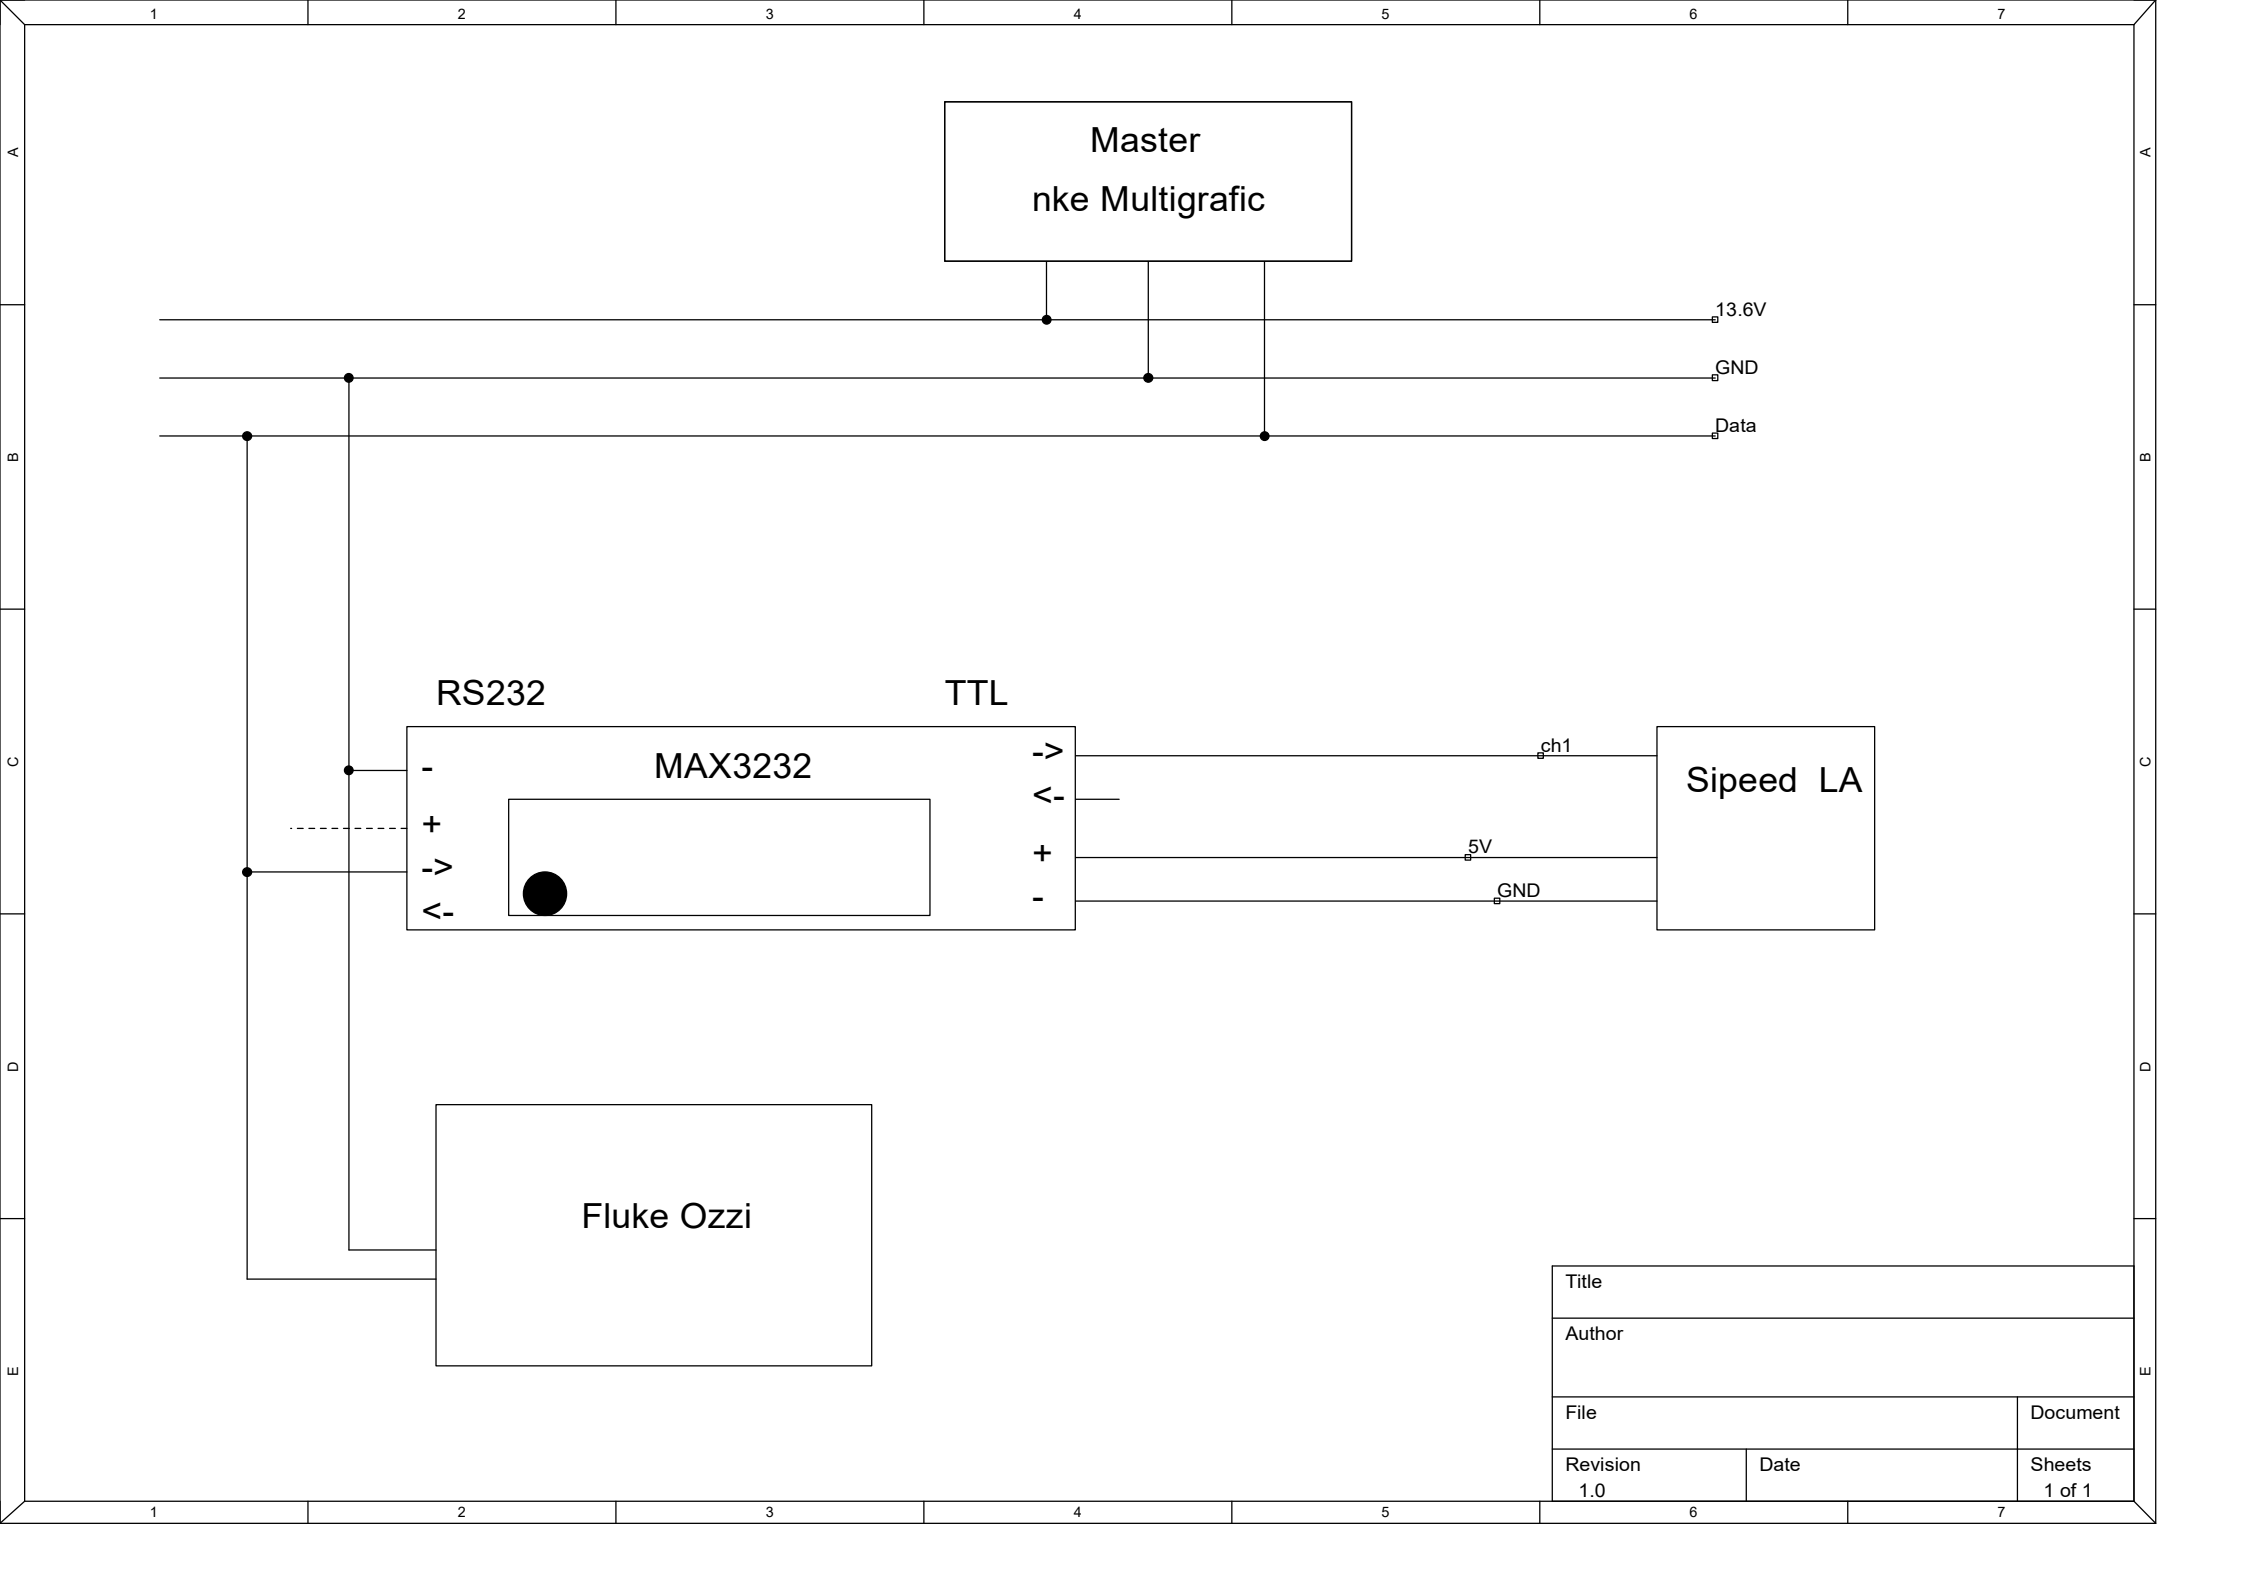 1 2 3 4 5 6 7
A A
Master
nke Multigrafic
13.6V
GND
Data
B B
RS232 TTL
-> ch1
- MAX3232 Sipeed  LA
<-
+ 5V
+
-> GND
- 
<-
C C
D D
Fluke Ozzi
Title
Author
E E
File Document
Revision Date Sheets
1.0 1 of 1
1 2 3 4 5 6 7